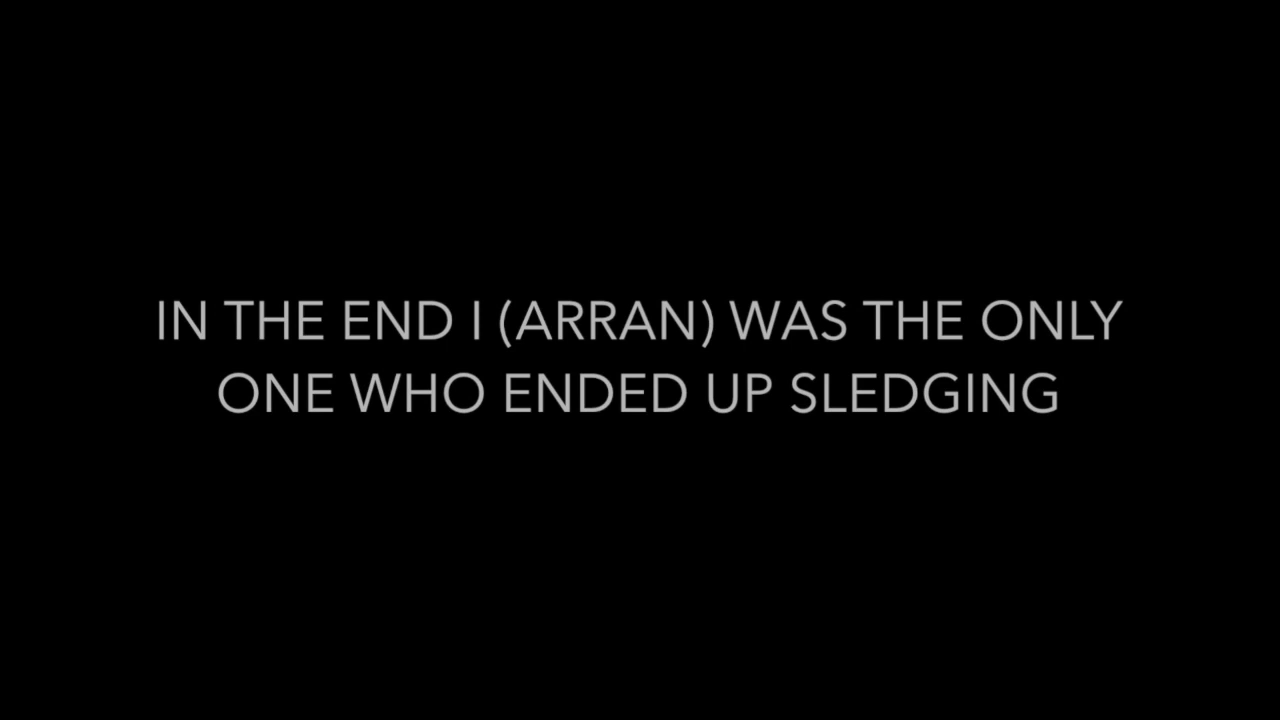 IN THE END I (ARRAN) WAS THE ONLY
ONE WHO ENDED UP SLEDGING